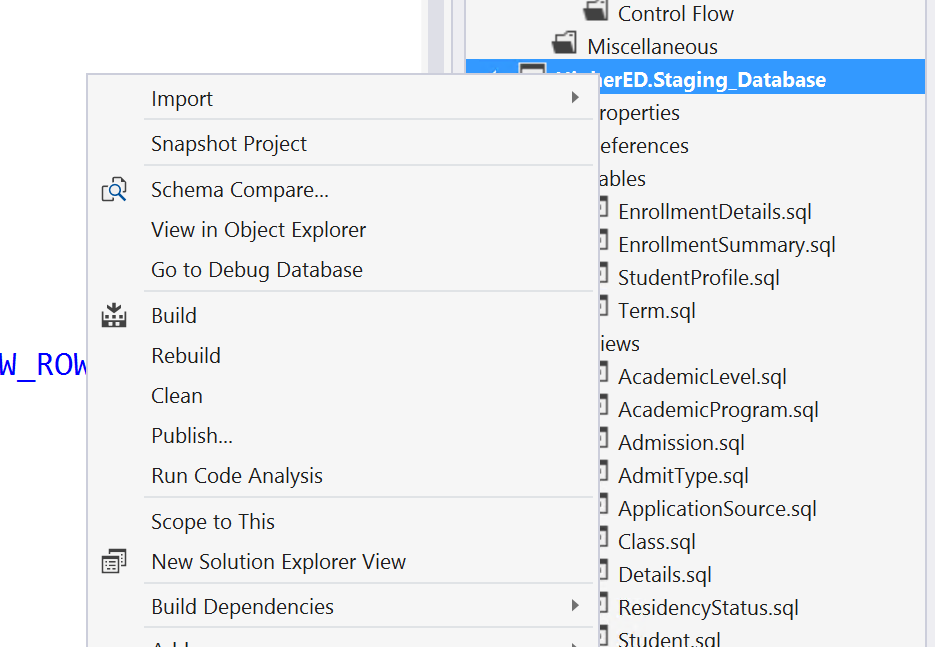 Control Flow
Miscellaneous
herED.Staging_Database
Import
roperties
Snapshot Project
eferences
ables
Schema Compare...
EnrollmentDetails.sql
View in Object Explorer
EnrollmentSummary.sql
Go to Debug Database
StudentProfile.sql
Build
Term.sql
iews
Rebuild
W_ROW
AcademicLevel.sql
Clean
AcademicProgram.sql
Publish...
Admission.sql
Run Code Analysis
AdmitType.sql
Scope to This
ApplicationSource.sql
Class.sql
New Solution Explorer View
Details.sql
Build Dependencies
ResidencyStatus.sql
Student.sql